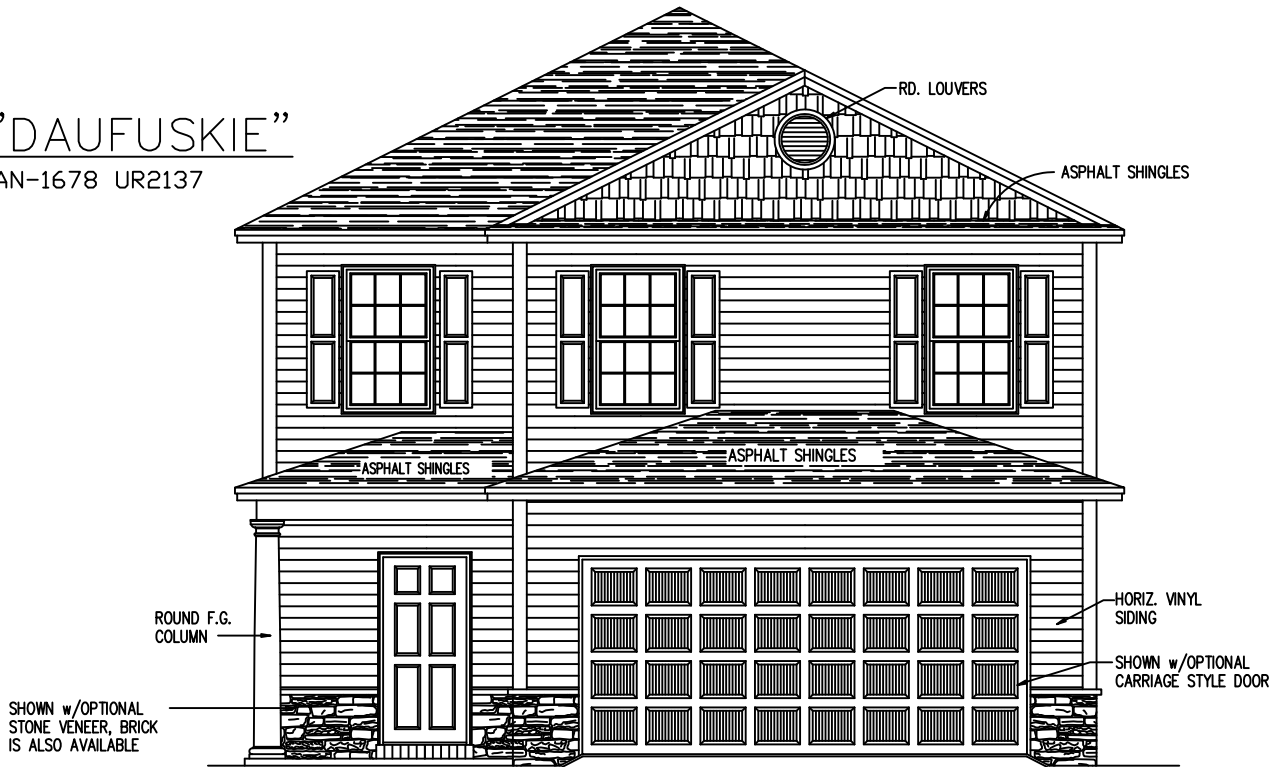 "DAUFUSKIE"
AN-1678 UR2137
RD. LOUVERS
ASPHALT SHINGLES
ASPHALT SHINGLES
ASPHALT SHINGLES
ROUND F.G.
COLUMN
HORIZ. VINYL
SIDING
SHOWN w/OPTIONAL
CARRIAGE STYLE DOOR
SHOWN w/OPTIONAL
STONE VENEER, BRICK
IS ALSO AVAILABLE